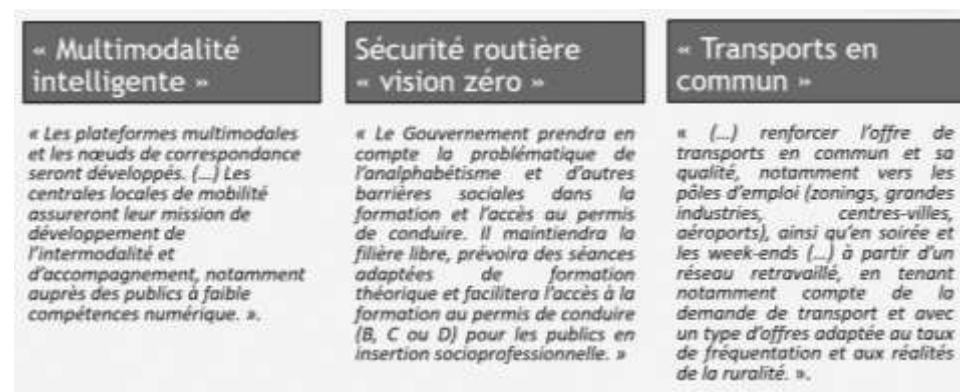 « Multimodalité
intelligente »
« Les plateformes multimodales
et les nœuds de correspondance
seront développés. (…) Les
centrales locales de mobilité
assureront leur mission de
développement de
l'intermodalité et
d'accompagnement, notamment
auprès des publics à faible
compétences numérique. ».
Sécurité routière
« vision zéro »
« Le Gouvernement prendra en
compte la problématique de
l'analphabétisme et d'autres
barrières sociales dans la
formation et l'accès au permis
de conduire. Il maintiendra la
filière libre, prévoira des séances
adaptées de formation
théorique et facilitera l'accès à la
formation au permis de conduire
(B, C ou D) pour les publics en
insertion socioprofessionnelle. »
« Transports en
commun »
« (…) renforcer l'offre de
transports en commun et sa
qualité, notamment vers les
pôles d'emploi (zonings, grandes
industries, centres-villes,
aéroports), ainsi qu'en soirée et
les week-ends (…) à partir d'un
réseau retravaillé, en tenant
notamment compte de la
demande de transport et avec
un type d'offres adaptée au taux
de fréquentation et aux réalités
de la ruralité. ».